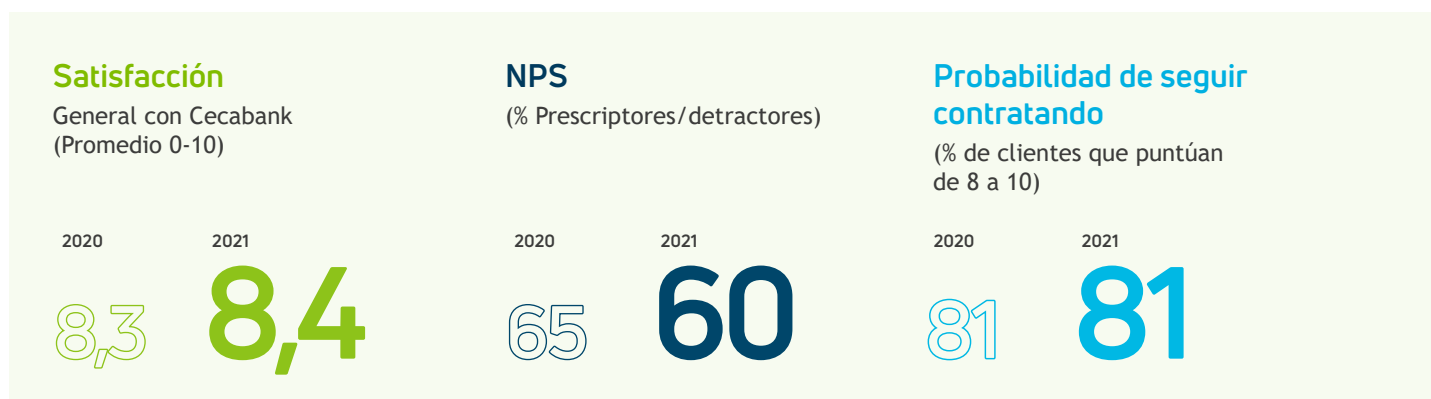 Satisfacción
General con Cecabank
(Promedio 0-10)
2020
2021
8,3
8,4
NPS
(% Prescriptores/detractores)
2020
2021
65
60
Probabilidad de seguir
contratando
(% de clientes que puntúan
de 8 a 10)
2020
2021
81
81